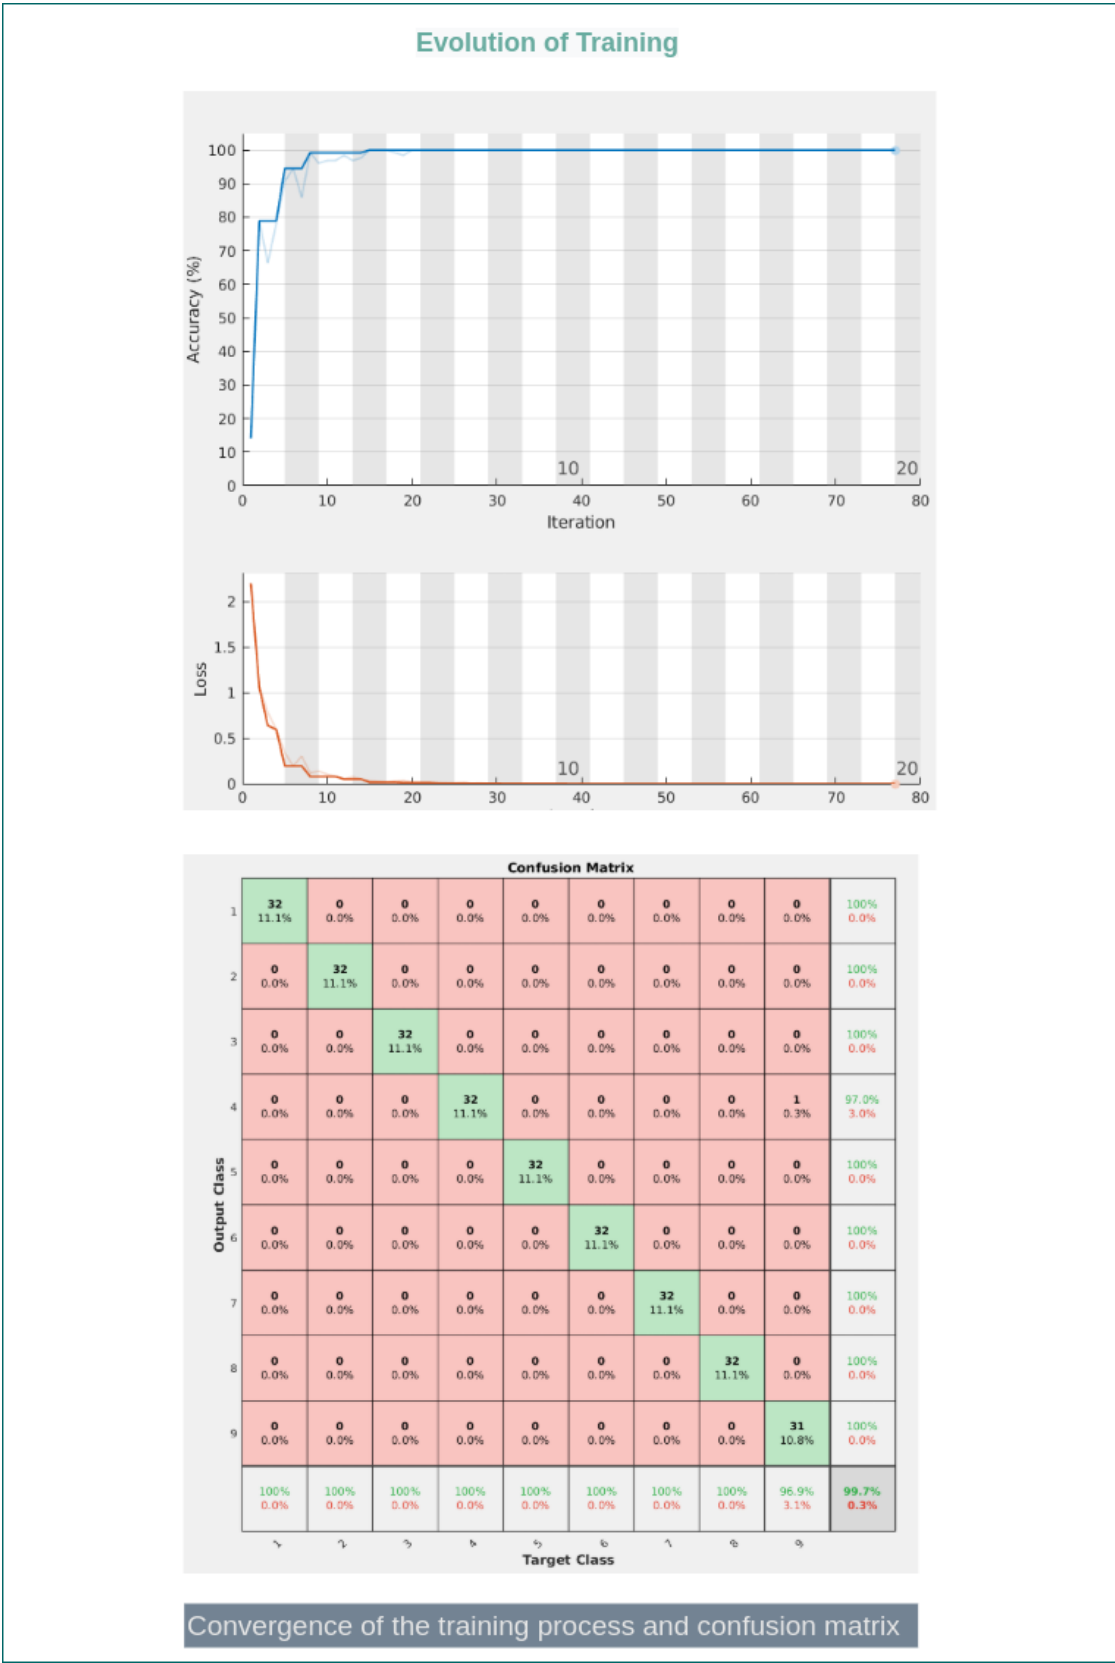 Evolution of Training
100
90
80
70
60
50
40
30
20
10
0
Accuracy (%)
10 20
0 10 20 30 40 50 60 70 80
Iteration
2
1.5
1
0.5
0
Loss
10 20
0 10 20 30 40 50 60 70 80
Confusion Matrix
1 32 0 0 0 0 0 0 0 0 100%
11.1% 0.0% 0.0% 0.0% 0.0% 0.0% 0.0% 0.0% 0.0% 0.0%
2 0 32 0 0 0 0 0 0 0 100%
0.0% 11.1% 0.0% 0.0% 0.0% 0.0% 0.0% 0.0% 0.0% 0.0%
3 0 0 32 0 0 0 0 0 0 100%
0.0% 0.0% 11.1% 0.0% 0.0% 0.0% 0.0% 0.0% 0.0% 0.0%
4 0 0 0 32 0 0 0 0 1 97.0%
0.0% 0.0% 0.0% 11.1% 0.0% 0.0% 0.0% 0.0% 0.3% 3.0%
5 0 0 0 0 32 0 0 0 0 100%
0.0% 0.0% 0.0% 0.0% 11.1% 0.0% 0.0% 0.0% 0.0% 0.0%
6 0 0 0 0 0 32 0 0 0 100%
0.0% 0.0% 0.0% 0.0% 0.0% 11.1% 0.0% 0.0% 0.0% 0.0%
7 0 0 0 0 0 0 32 0 0 100%
0.0% 0.0% 0.0% 0.0% 0.0% 0.0% 11.1% 0.0% 0.0% 0.0%
8 0 0 0 0 0 0 0 32 0 100%
0.0% 0.0% 0.0% 0.0% 0.0% 0.0% 0.0% 11.1% 0.0% 0.0%
9 0 0 0 0 0 0 0 0 31 100%
0.0% 0.0% 0.0% 0.0% 0.0% 0.0% 0.0% 0.0% 10.8% 0.0%
100% 100% 100% 100% 100% 100% 100% 100% 96.9% 99.7%
0.0% 0.0% 0.0% 0.0% 0.0% 0.0% 0.0% 0.0% 3.1% 0.3%
Output Class
1 2 3 4 5 6 7 8 9
Target Class
Convergence of the training process and confusion matrix